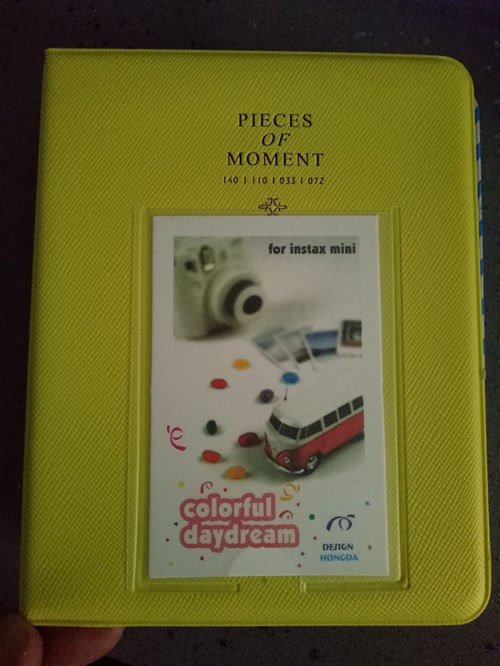 PIECES
OF
MOMENT
140 I 110 I 033 I 072
for instax mini
colorful
daydream
DESIGN
HONGDA